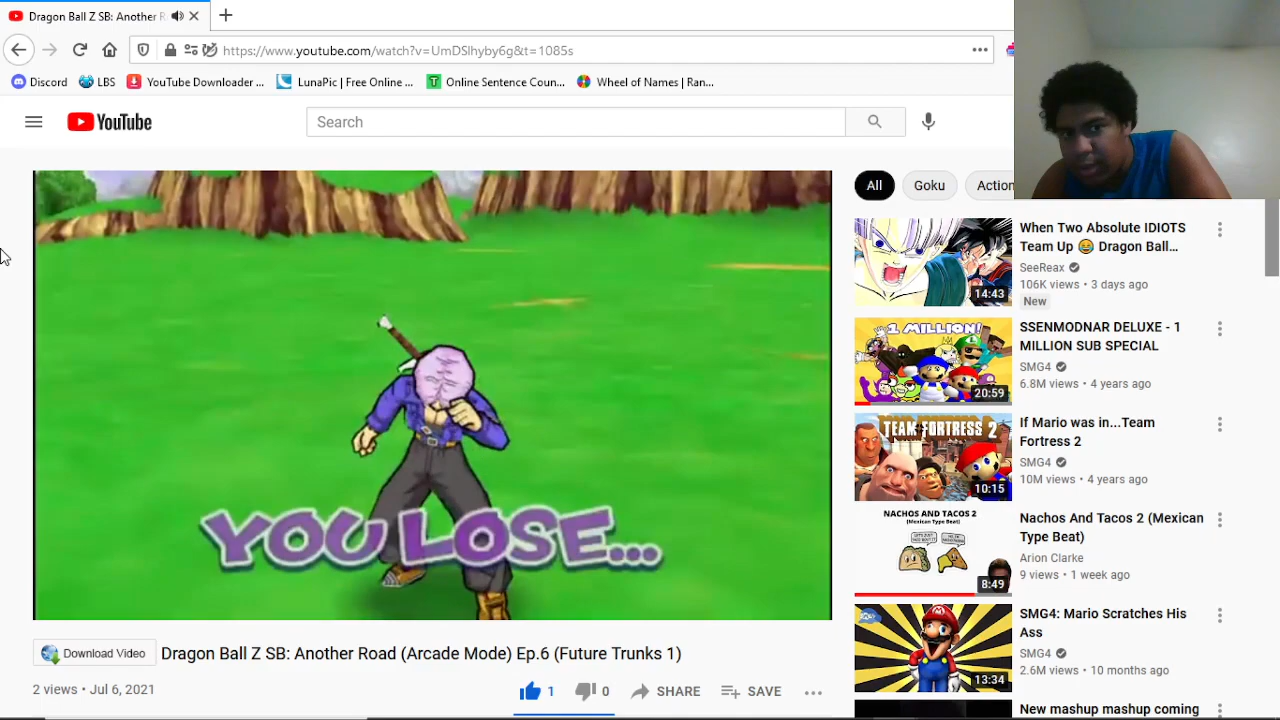 Dragon Ball Z SB: Another R
https://www.youtube.com/watch?v=UmDSlhyby6g&t=1085s
Discord LBS YouTube Downloader ... LunaPic | Free Online ... Online Sentence Coun... Wheel of Names | Ran...
YouTube
Search
All Goku Action
YOU LOSE...
Download Video
Dragon Ball Z SB: Another Road (Arcade Mode) Ep.6 (Future Trunks 1)
2 views • Jul 6, 2021
1 0 SHARE SAVE
14:43
When Two Absolute IDIOTS
Team Up 😂 Dragon Ball...
SeeReax
106K views • 3 days ago
New
1 MILLION!
20:59
SSENMODNAR DELUXE - 1
MILLION SUB SPECIAL
SMG4
6.8M views • 4 years ago
TEAM FORTRESS 2
10:15
If Mario was in...Team
Fortress 2
SMG4
10M views • 4 years ago
NACHOS AND TACOS 2
(Mexican Type Beat)
8:49
Nachos And Tacos 2 (Mexican
Type Beat)
Arion Clarke
9 views • 1 week ago
13:34
SMG4: Mario Scratches His
Ass
SMG4
2.6M views • 10 months ago
New mashup mashup coming